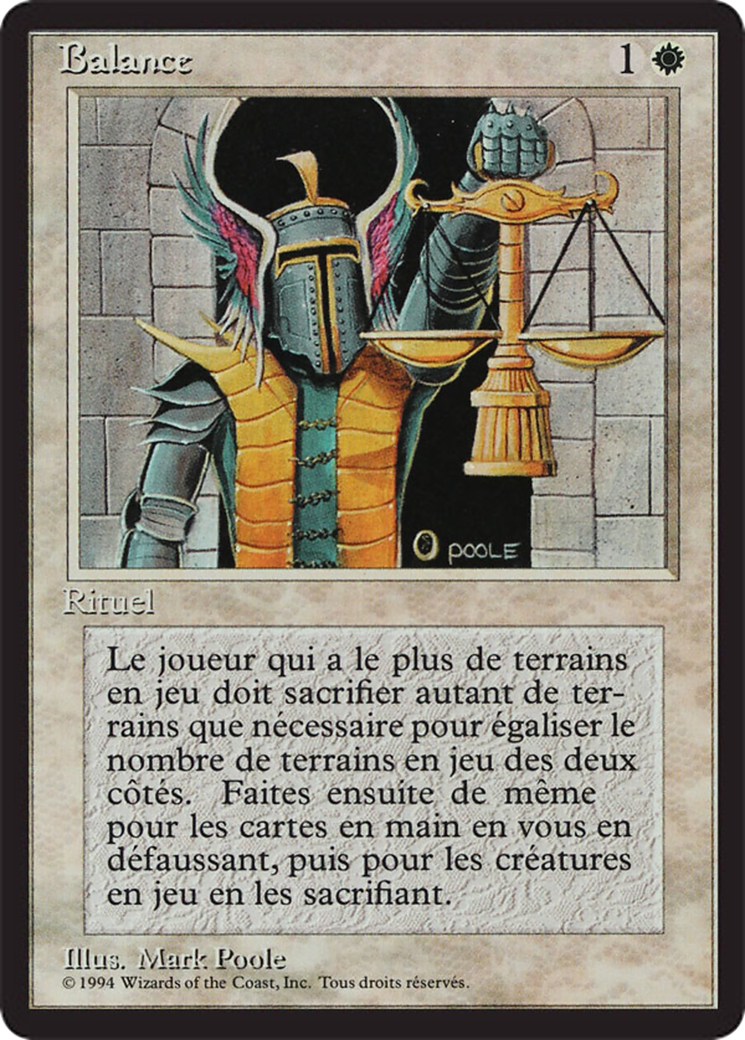 Balance 1
POOLE
Rituel
Le joueur qui a le plus de terrains
en jeu doit sacrifier autant de ter-
rains que nécessaire pour égaliser le
nombre de terrains en jeu des deux
côtés. Faites ensuite de même
pour les cartes en main en vous en
défaussant, puis pour les créatures
en jeu en les sacrifiant.
Illus. Mark Poole
© 1994 Wizards of the Coast, Inc. Tous droits réservés.